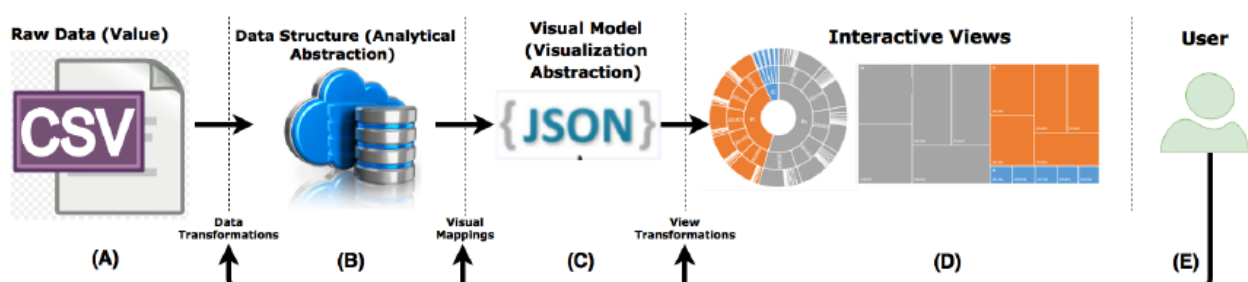 Raw Data (Value)
Data Structure (Analytical
Abstraction)
Visual Model
(Visualization
Abstraction)
Interactive Views
User
CSV
{JSON}
Data
Transformations
Visual
Mappings
View
Transformations
(A)
(B)
(C)
(D)
(E)